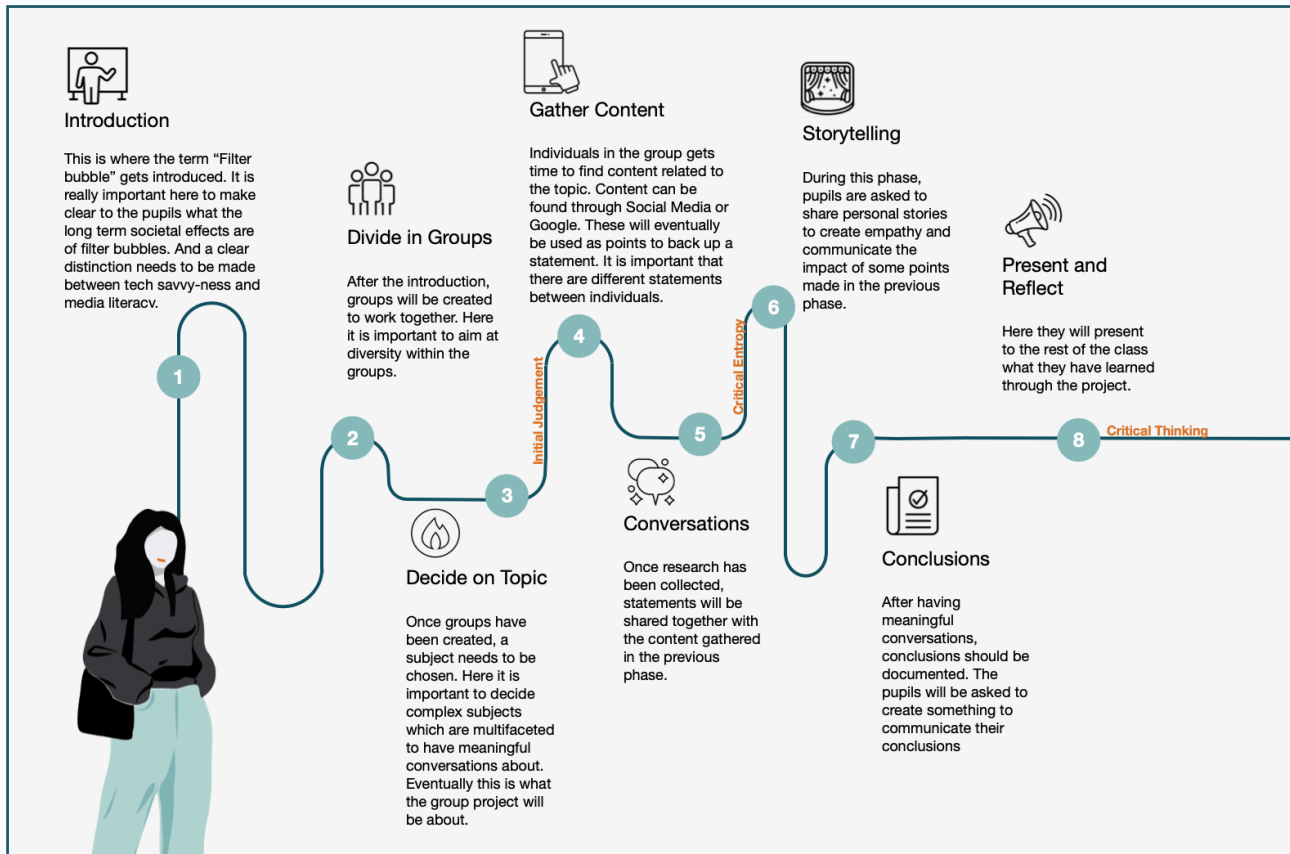 Introduction
This is where the term “Filter
bubble” gets introduced. It is
really important here to make
clear to the pupils what the
long term societal effects are
of filter bubbles. And a clear
distinction needs to be made
between tech savvy-ness and
media literacy.
1
Divide in Groups
After the introduction,
groups will be created
to work together. Here
it is important to aim at
diversity within the
groups.
2
3
Decide on Topic
Once groups have
been created, a
subject needs to be
chosen. Here it is
important to decide
complex subjects
which are multifaceted
to have meaningful
conversations about.
Eventually this is what
the group project will
be about.
Initial Judgement
Gather Content
Individuals in the group gets
time to find content related to
the topic. Content can be
found through Social Media or
Google. These will eventually
be used as points to back up a
statement. It is important that
there are different statements
between individuals.
4
5
Conversations
Once research has
been collected,
statements will be
shared together with
the content gathered
in the previous
phase.
Critical Entropy
Storytelling
During this phase,
pupils are asked to
share personal stories
to create empathy and
communicate the
impact of some points
made in the previous
phase.
6
7
Conclusions
After having
meaningful
conversations,
conclusions should be
documented. The
pupils will be asked to
create something to
communicate their
conclusions
Present and
Reflect
Here they will present
to the rest of the class
what they have learned
through the project.
8
Critical Thinking